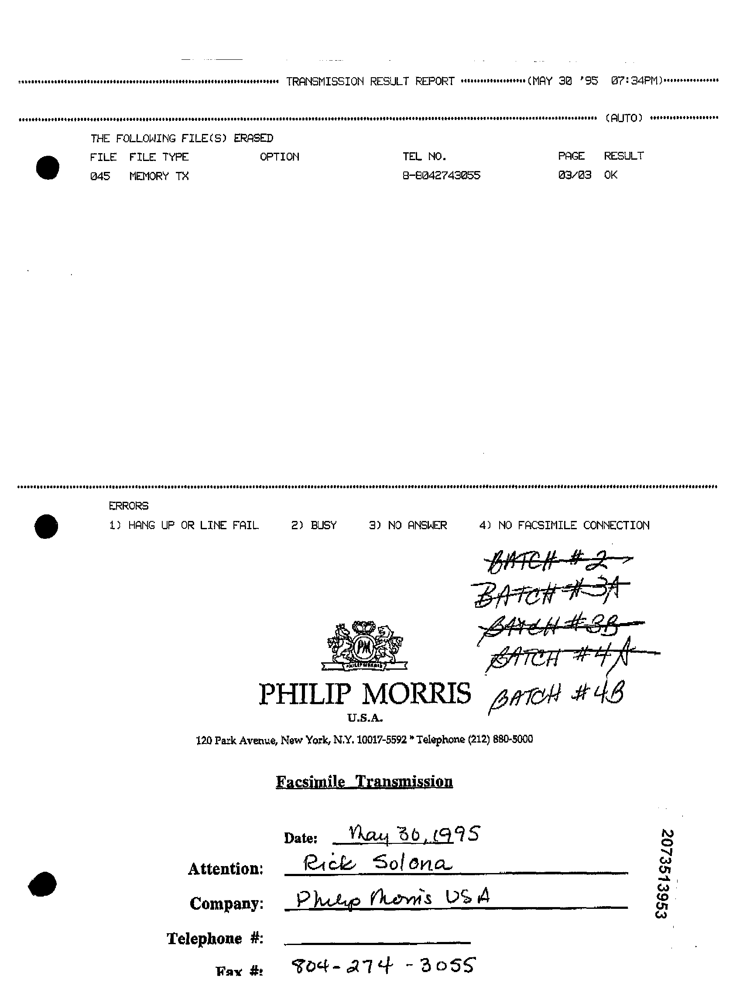 TRANSMISSION RESULT REPORT (MAY 30 '95 07:34PM)
(AUTO)
THE FOLLOWING FILE(S) ERASED
FILE FILE TYPE OPTION TEL NO. PAGE RESULT
045 MEMORY TX 8-8042743055 03/03 OK
ERRORS
1) HANG UP OR LINE FAIL 2) BUSY 3) NO ANSWER 4) NO FACSIMILE CONNECTION
BATCH # 2
BATCH # 3A
BATCH # 3B
BATCH # 4A
BATCH # 4B
PM
PHILIP MORRIS
PHILIP MORRIS
U.S.A.
120 Park Avenue, New York, N.Y. 10017-5592 * Telephone (212) 880-5000
Facsimile Transmission
Date: May 30, 1995
Attention: Rick Solona
Company: Philip Morris USA
Telephone #:
Fax #: 804-274-3055
2073513953